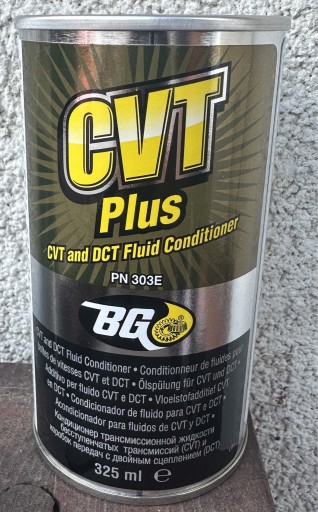 CVT
Plus
CVT and DCT Fluid Conditioner
PN 303E
BG
CVT and DCT Fluid Conditioner • Conditionneur de fluides pour
boîtes de vitesses CVT et DCT • Ölspülung für CVT und DCT •
Additivo per fluido CVT e DCT • Vloeistofadditief CVT
en DCT • Condicionador de fluido para CVT e DCT •
Acondicionador para fluidos de CVT y DCT •
Кондиционер трансмиссионной жидкости
бесступенчатых трансмиссий (CVT) и
коробок передач с двойным сцеплением (DCT)
325 ml e